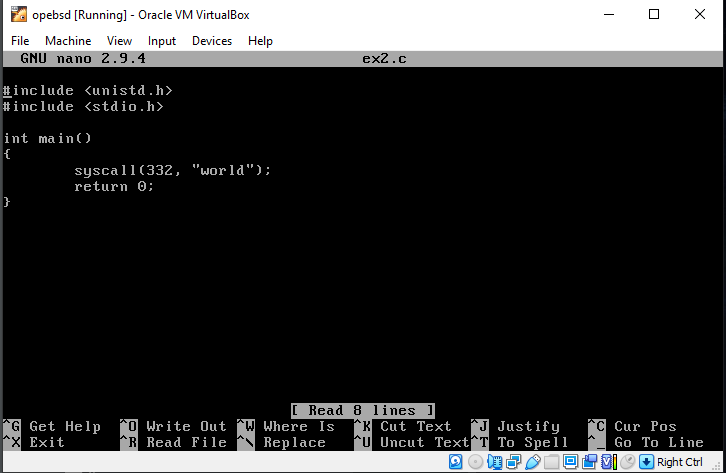 opebsd [Running] - Oracle VM VirtualBox
File Machine View Input Devices Help
GNU nano 2.9.4 ex2.c
#include <unistd.h>
#include <stdio.h>
int main()
{
syscall(332, "world");
return 0;
}
[ Read 8 lines ]
^G Get Help ^O Write Out ^W Where Is ^K Cut Text ^J Justify ^C Cur Pos
^X Exit ^R Read File ^\ Replace ^U Uncut Text ^T To Spell ^_ Go To Line
Right Ctrl